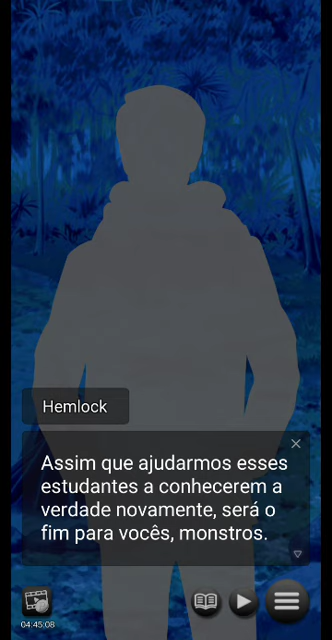 Hemlock
Assim que ajudarmos esses
estudantes a conhecerem a
verdade novamente, será o
fim para vocês, monstros.
04:45:08